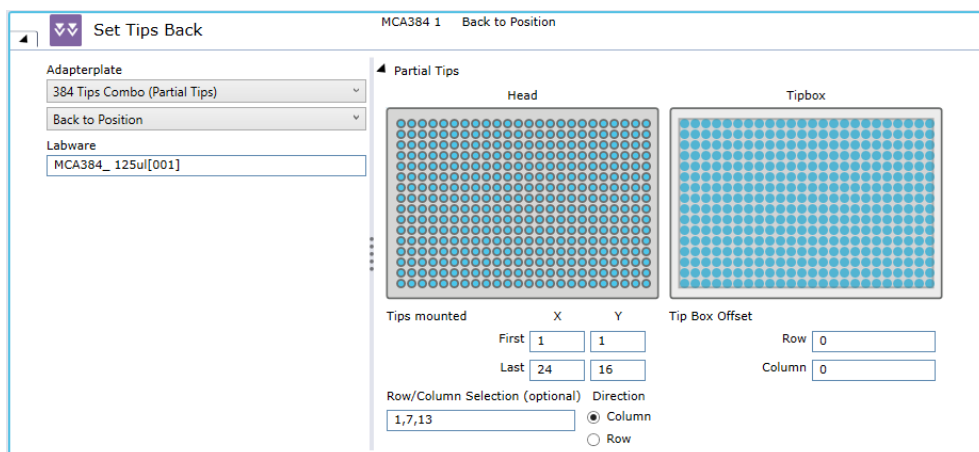 Set Tips Back
MCA384 1 Back to Position
Adapterplate
384 Tips Combo (Partial Tips)
Back to Position
Labware
MCA384_ 125ul[001]
Partial Tips
Head Tipbox
Tips mounted X Y Tip Box Offset
First 1 1 Row 0
Last 24 16 Column 0
Row/Column Selection (optional) Direction
1,7,13 Column
Row